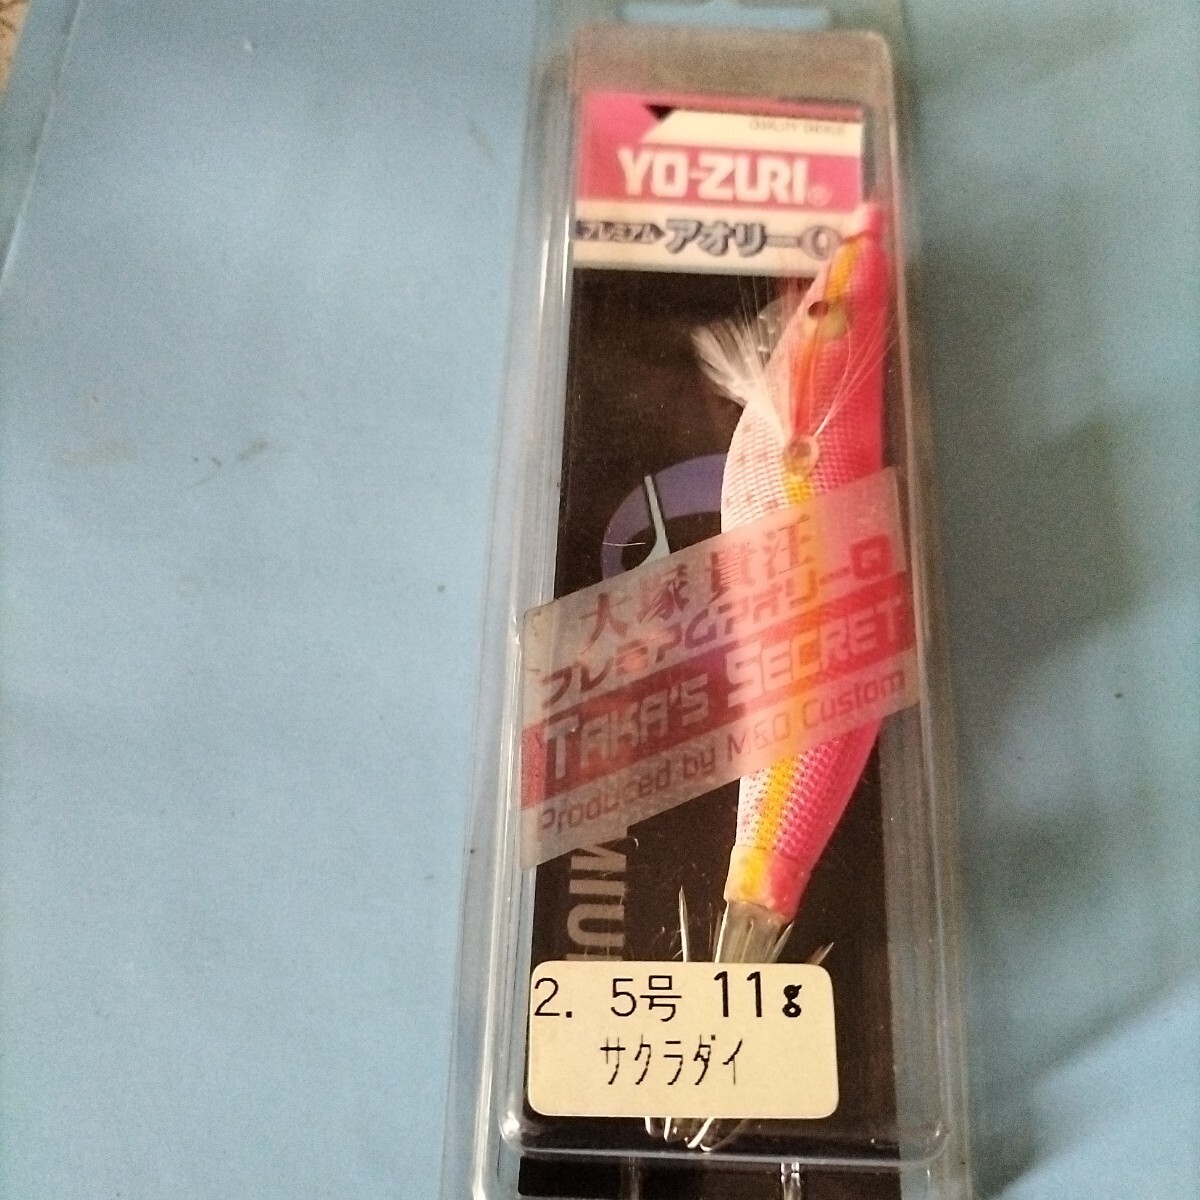 QUALITY TACKLE
YO-ZURI®
プレミアム アオリーQ
大塚 貴汪
プレミアムアオリーQ
TAKA'S SECRET
Produced by M&D Custom
MIU
2.5号 11g
サクラダイ